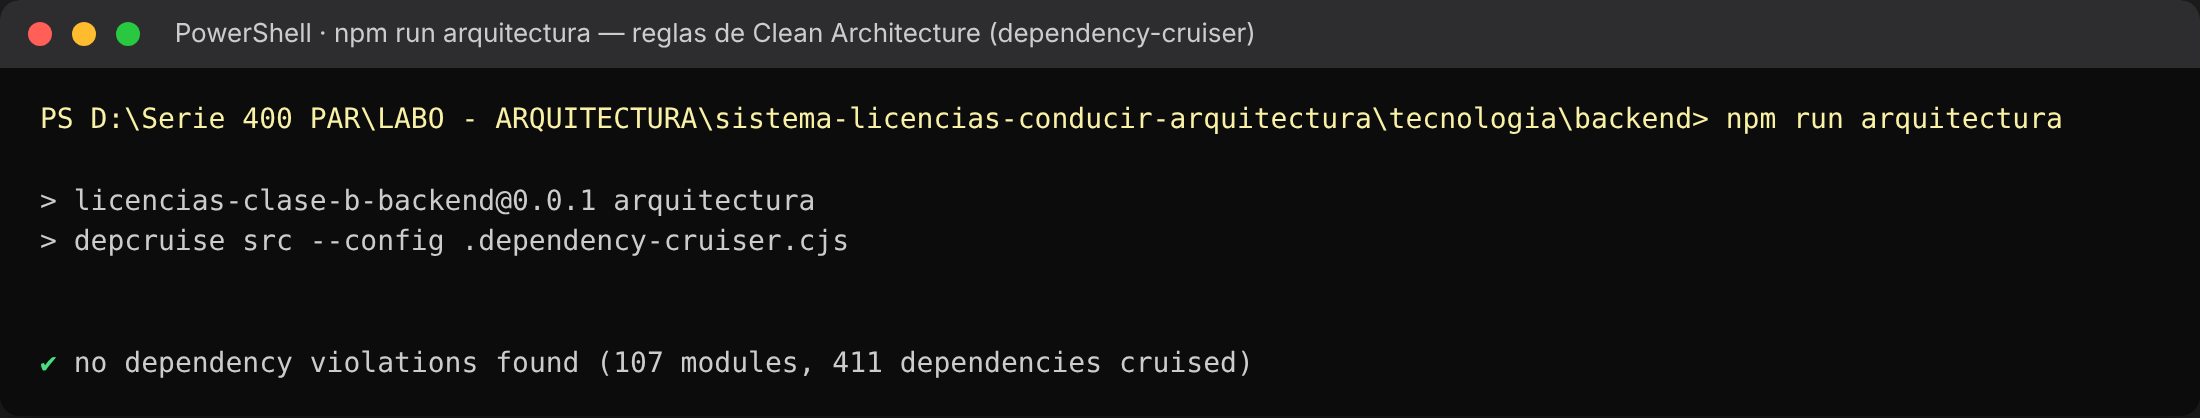 PowerShell · npm run arquitectura — reglas de Clean Architecture (dependency-cruiser)
PS D:\Serie 400 PAR\LABO - ARQUITECTURA\sistema-licencias-conducir-arquitectura\tecnologia\backend> npm run arquitectura
> licencias-clase-b-backend@0.0.1 arquitectura
> depcruise src --config .dependency-cruiser.cjs
✔ no dependency violations found (107 modules, 411 dependencies cruised)